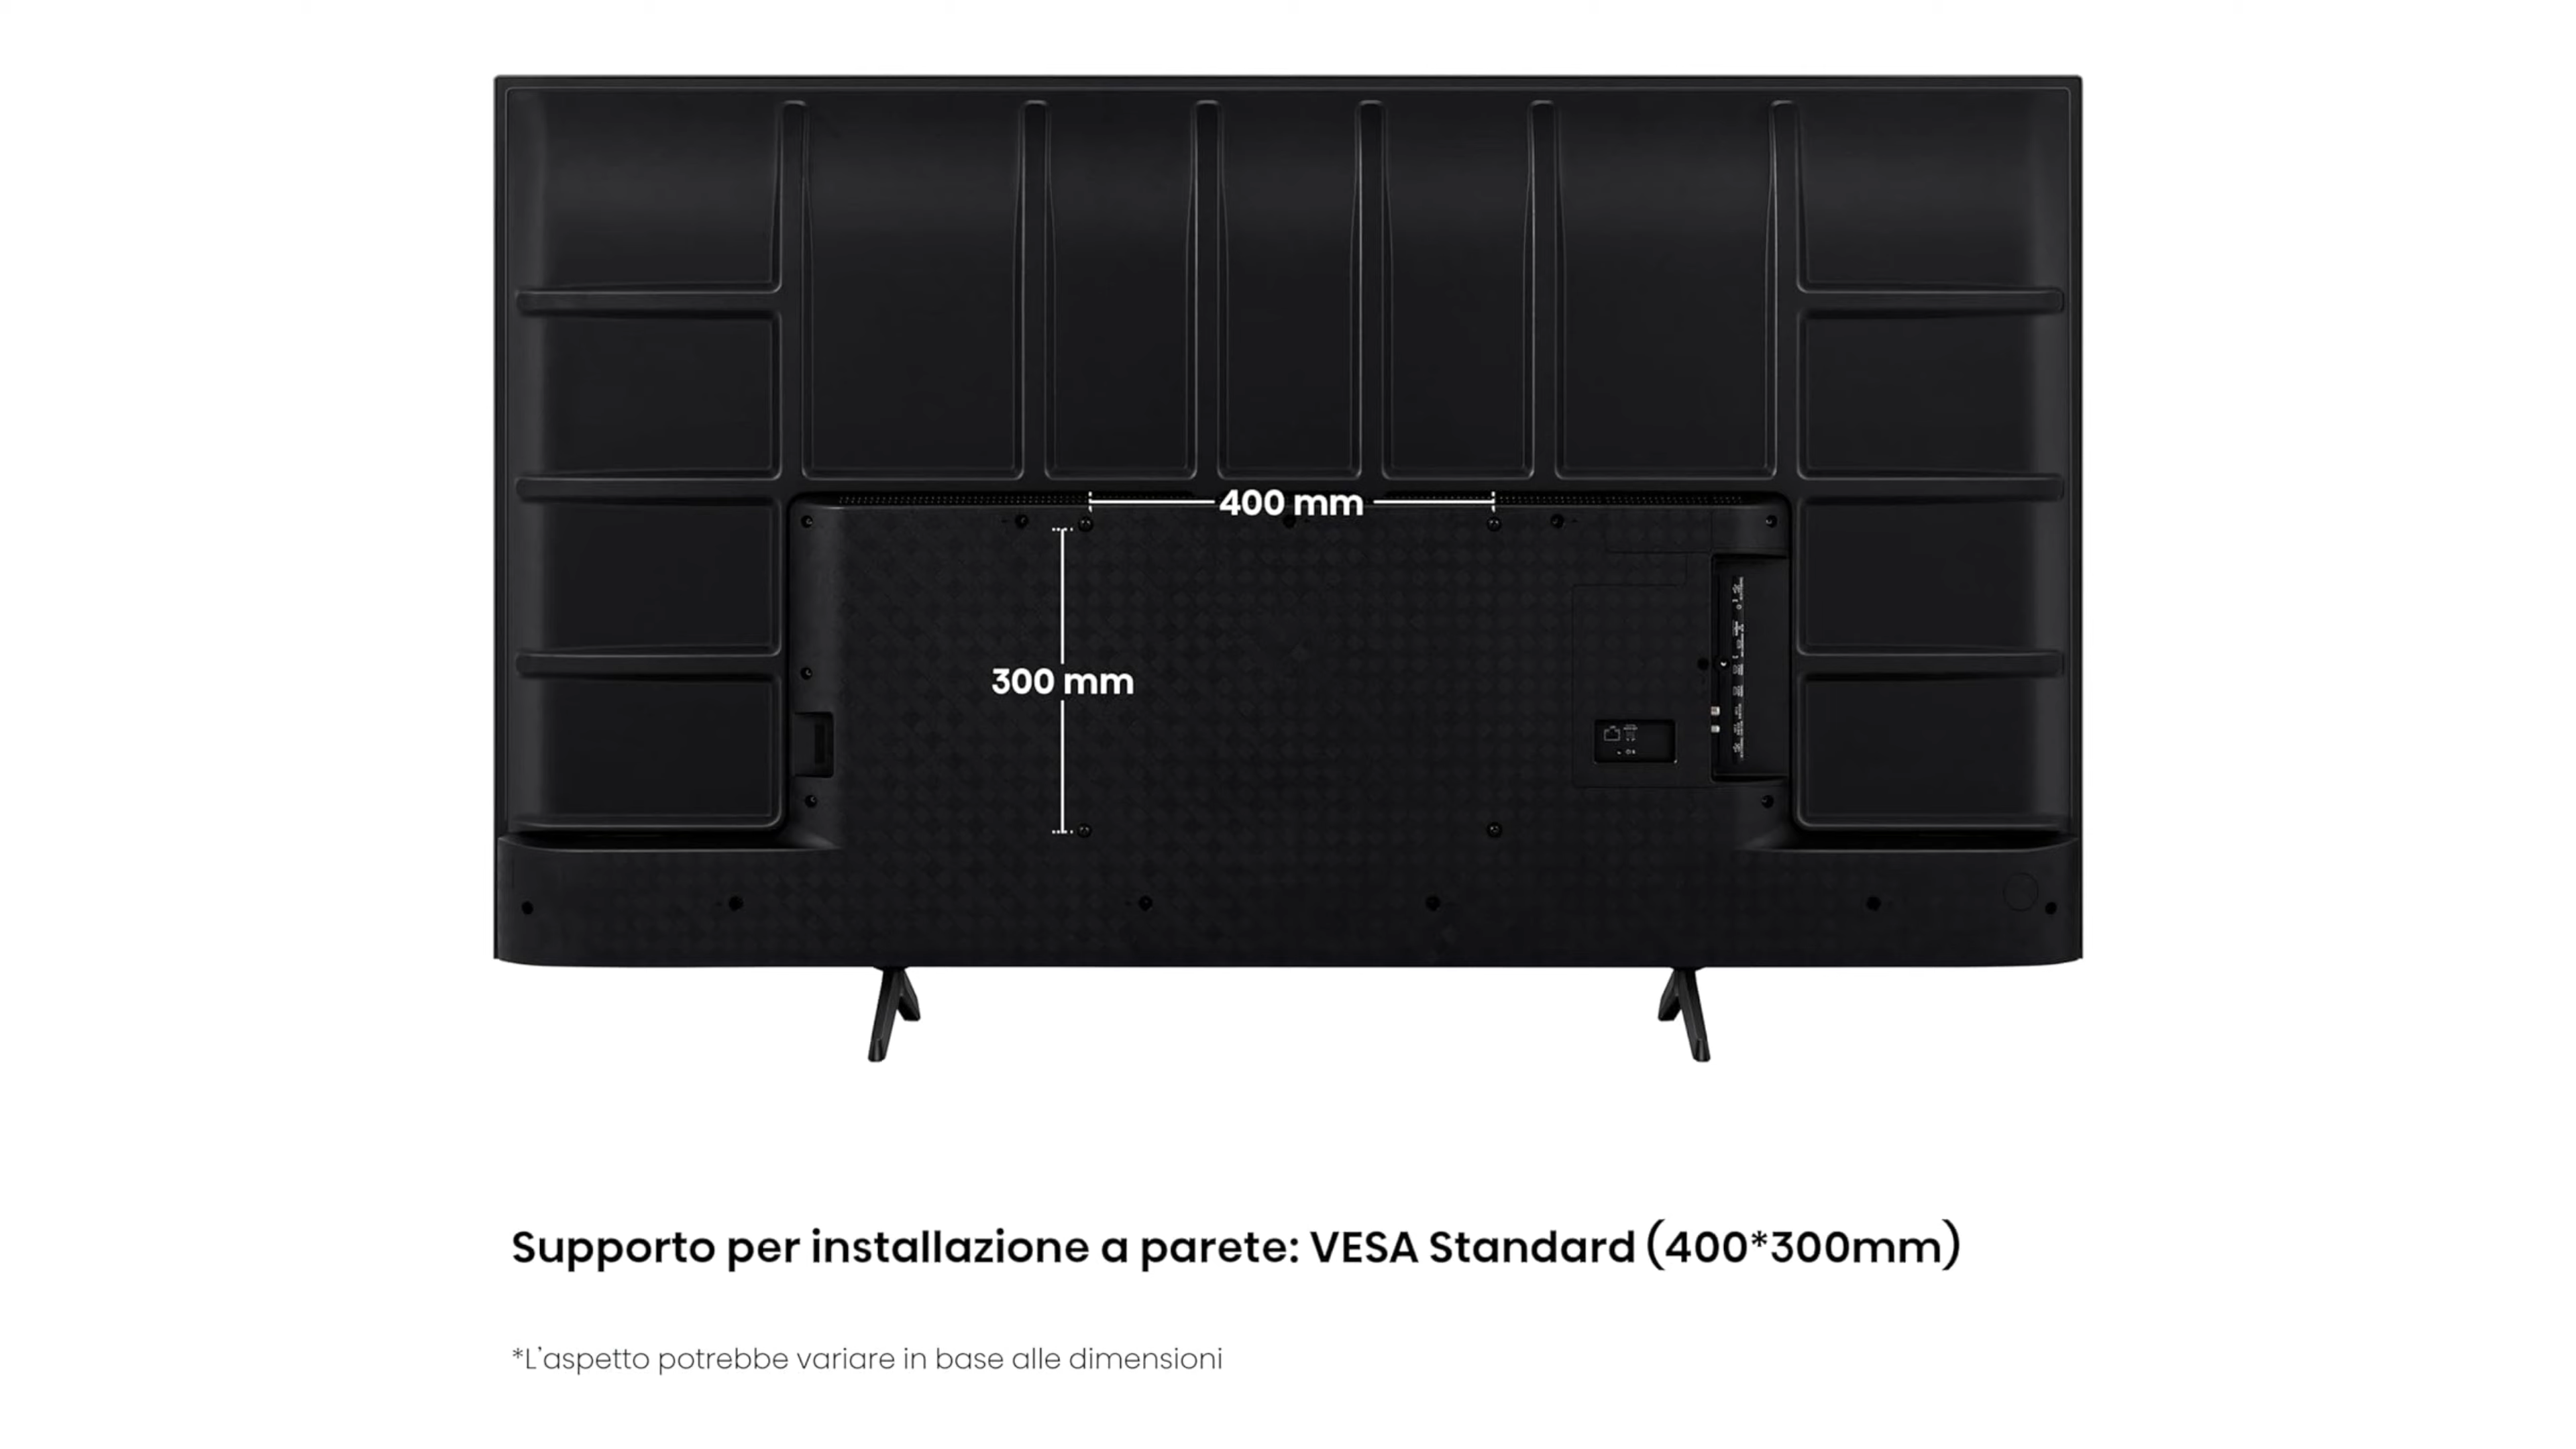 400 mm
300 mm
Supporto per installazione a parete: VESA Standard (400*300mm)
*L'aspetto potrebbe variare in base alle dimensioni